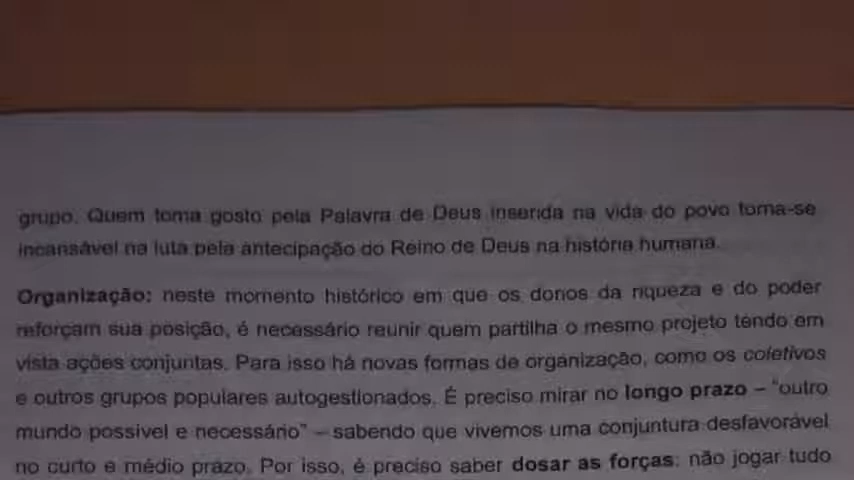 grupo. Quem toma gosto pela Palavra de Deus inserida na vida do povo torna-se
incansável na luta pela antecipação do Reino de Deus na história humana.
Organização: neste momento histórico em que os donos da riqueza e do poder
reforçam sua posição, é necessário reunir quem partilha o mesmo projeto tendo em
vista ações conjuntas. Para isso há novas formas de organização, como os coletivos
e outros grupos populares autogestionados. É preciso mirar no longo prazo – "outro
mundo possível e necessário" – sabendo que vivemos uma conjuntura desfavorável
no curto e médio prazo. Por isso, é preciso saber dosar as forças: não jogar tudo